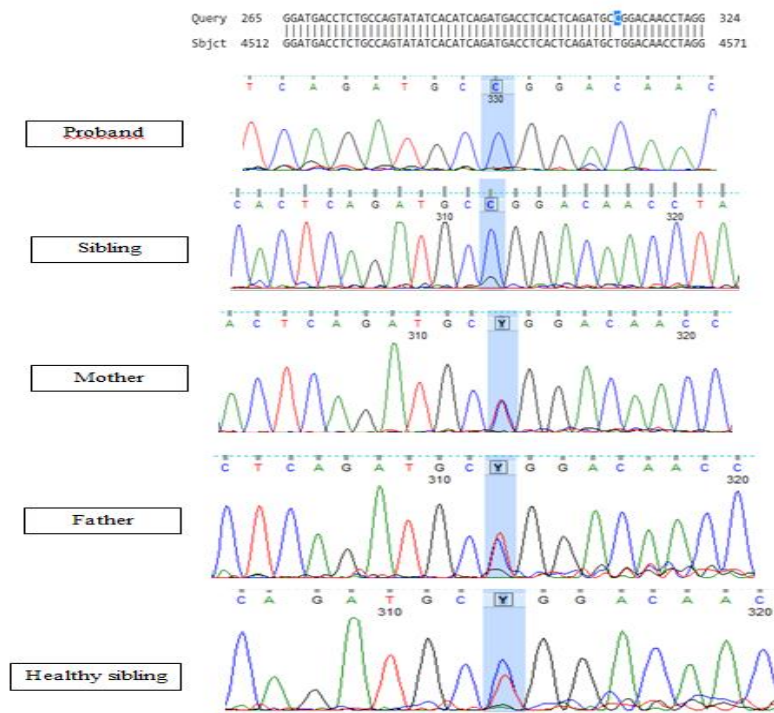 Query 265 GGATGACCTCTGCCAGTATATCACATCAGATGACCTCACTCAGATGCCGGACAACCTAGG 324
||||||||||||||||||||||||||||||||||||||||||||||| ||||||||||||
Sbjct 4512 GGATGACCTCTGCCAGTATATCACATCAGATGACCTCACTCAGATGCTGGACAACCTAGG 4571
T C A G A T G C C G G A C A A C
330
Proband
C A C T C A G A T G C C G G A C A A C C T A
310 320
Sibling
A C T C A G A T G C Y G G A C A A C C
310 320
Mother
C T C A G A T G C Y G G A C A A C C
310 320
Father
C A G A T G C Y G G A C A A C
310 320
Healthy sibling